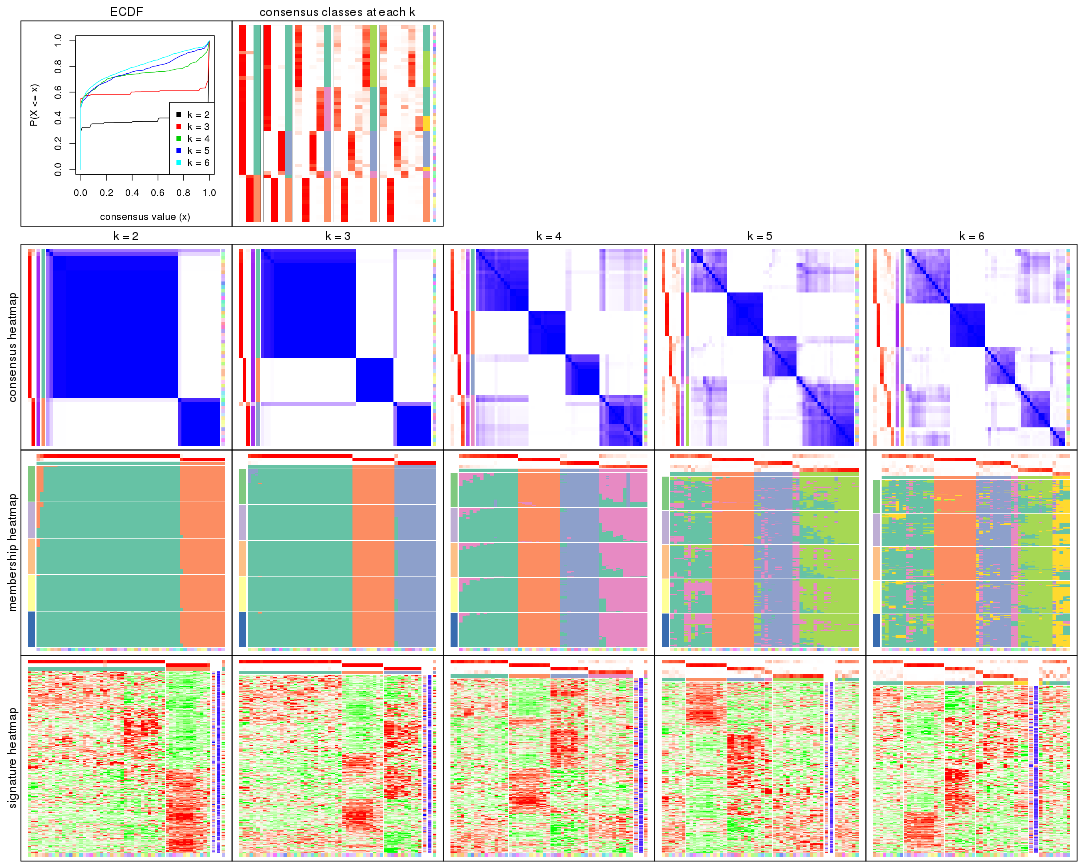 ECDF
consensus classes at each k
P(X <= x)
0.0 0.2 0.4 0.6 0.8 1.0
k = 2
k = 3
k = 4
k = 5
k = 6
0.0 0.2 0.4 0.6 0.8 1.0
consensus value (x)
k = 2
k = 3
k = 4
k = 5
k = 6
consensus heatmap
membership heatmap
signature heatmap